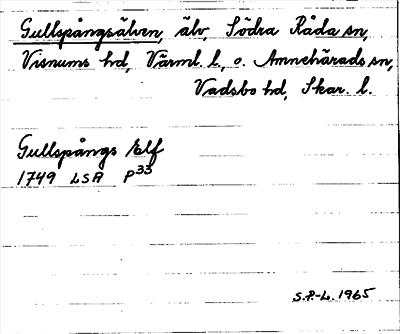 Gullspångsälven, älv, Södra Råda sn,
Visnums hd, Värml. l., o. Amnehärads sn,
Vadsbo hd, Skar. l.
Gullspångs Elf
1749 LSA P33
S.P.-L. 1965